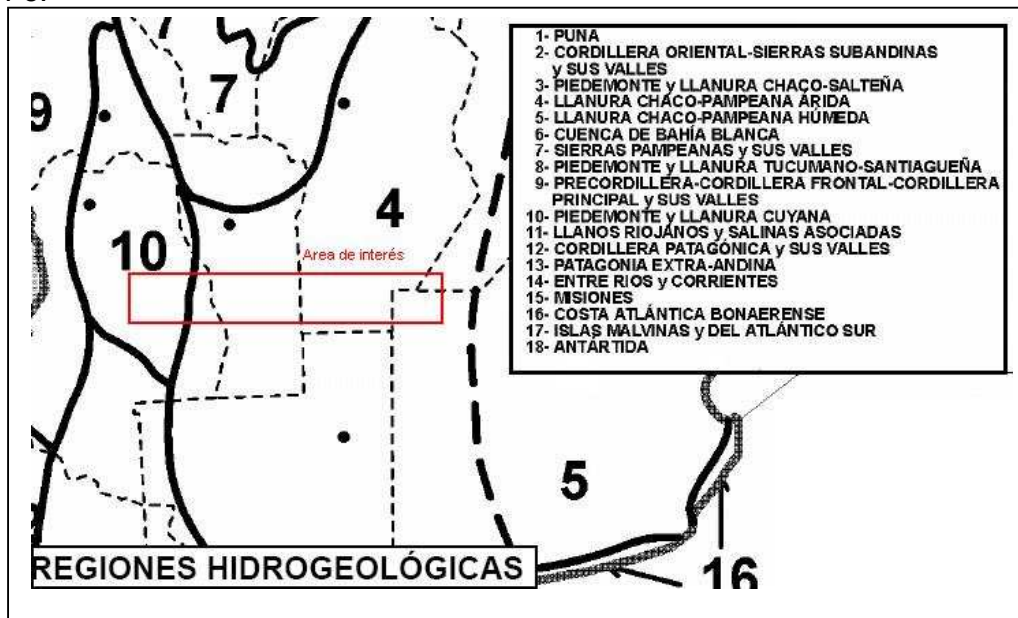 1- PUNA
2- CORDILLERA ORIENTAL-SIERRAS SUBANDINAS
y SUS VALLES
3- PIEDEMONTE y LLANURA CHACO-SALTEÑA
4- LLANURA CHACO-PAMPEANA ÁRIDA
5- LLANURA CHACO-PAMPEANA HÚMEDA
6- CUENCA DE BAHÍA BLANCA
7- SIERRAS PAMPEANAS y SUS VALLES
8- PIEDEMONTE y LLANURA TUCUMANO-SANTIAGUEÑA
9- PRECORDILLERA-CORDILLERA FRONTAL-CORDILLERA
PRINCIPAL y SUS VALLES
10- PIEDEMONTE y LLANURA CUYANA
11- LLANOS RIOJANOS y SALINAS ASOCIADAS
12- CORDILLERA PATAGÓNICA y SUS VALLES
13- PATAGONIA EXTRA-ANDINA
14- ENTRE RIOS y CORRIENTES
15- MISIONES
16- COSTA ATLÁNTICA BONAERENSE
17- ISLAS MALVINAS y DEL ATLÁNTICO SUR
18- ANTÁRTIDA
7
9
4
10
Area de interés
5
REGIONES HIDROGEOLÓGICAS
16